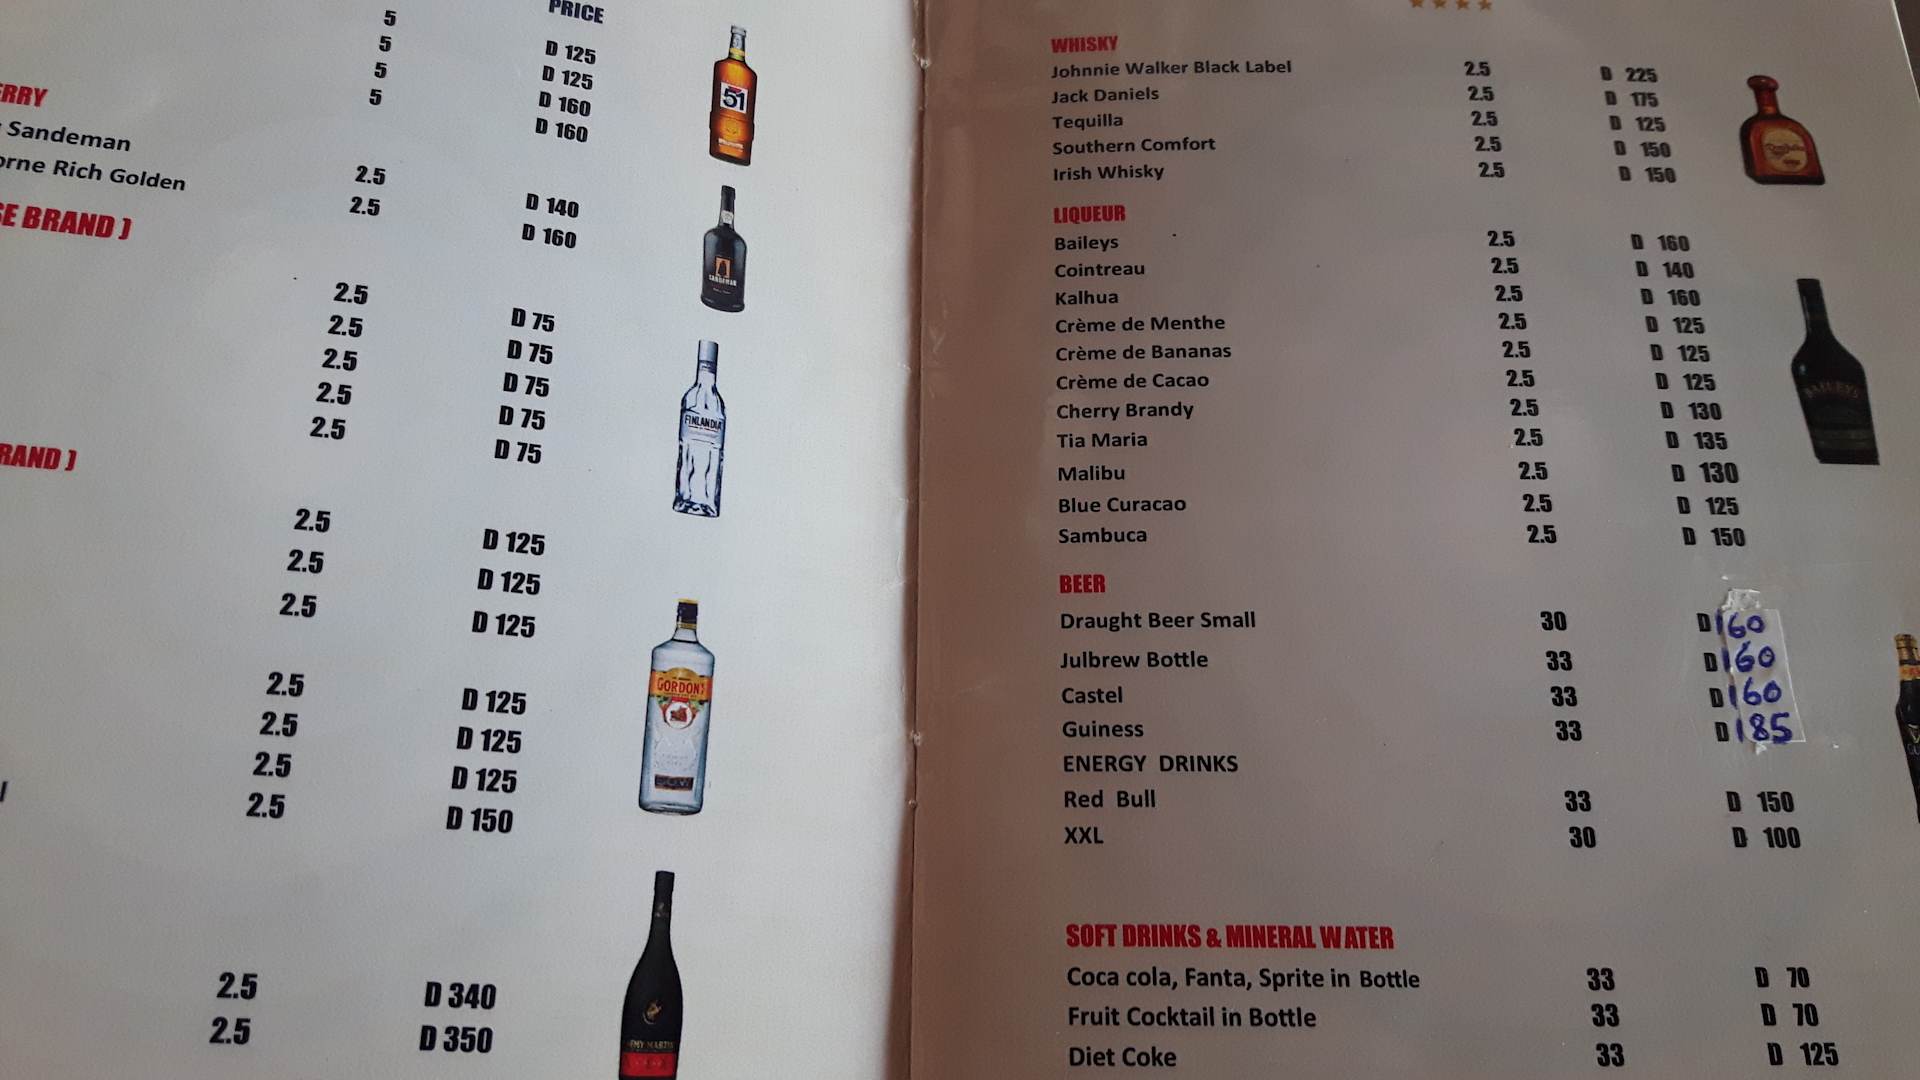 PRICE
5
5 D 125
5 D 125
5 D 160
D 160
ERRY
Sandeman 2.5 D 140
orne Rich Golden 2.5 D 160
SE BRAND )
2.5 D 75
2.5 D 75
2.5 D 75
2.5 D 75
2.5 D 75
RAND )
2.5 D 125
2.5 D 125
2.5 D 125
2.5 D 125
2.5 D 125
2.5 D 125
2.5 D 150
2.5 D 340
2.5 D 350
51
SANDEMAN
FINLANDIA
GORDON'S
REMY MARTIN
WHISKY
Johnnie Walker Black Label 2.5 D 225
Jack Daniels 2.5 D 175
Tequilla 2.5 D 125
Southern Comfort 2.5 D 150
Irish Whisky 2.5 D 150
LIQUEUR
Baileys 2.5 D 160
Cointreau 2.5 D 140
Kalhua 2.5 D 160
Crème de Menthe 2.5 D 125
Crème de Bananas 2.5 D 125
Crème de Cacao 2.5 D 125
Cherry Brandy 2.5 D 130
Tia Maria 2.5 D 135
Malibu 2.5 D 130
Blue Curacao 2.5 D 125
Sambuca 2.5 D 150
BAILEYS
BEER
Draught Beer Small 30 D 160
Julbrew Bottle 33 D 160
Castel 33 D 160
Guiness 33 D 185
ENERGY DRINKS
Red Bull 33 D 150
XXL 30 D 100
SOFT DRINKS & MINERAL WATER
Coca cola, Fanta, Sprite in Bottle 33 D 70
Fruit Cocktail in Bottle 33 D 70
Diet Coke 33 D 125